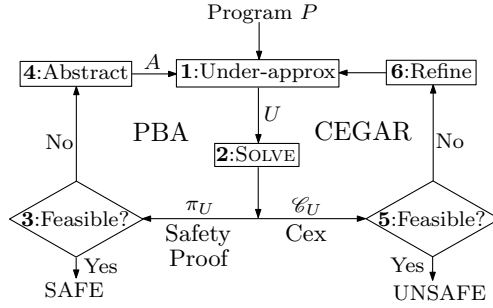 Program P
4:Abstract
A
1:Under-approx
6:Refine
U
No
PBA
CEGAR
No
2:SOLVE
3:Feasible?
π_U
𝒞_U
5:Feasible?
Safety
Proof
Cex
Yes
Yes
SAFE
UNSAFE